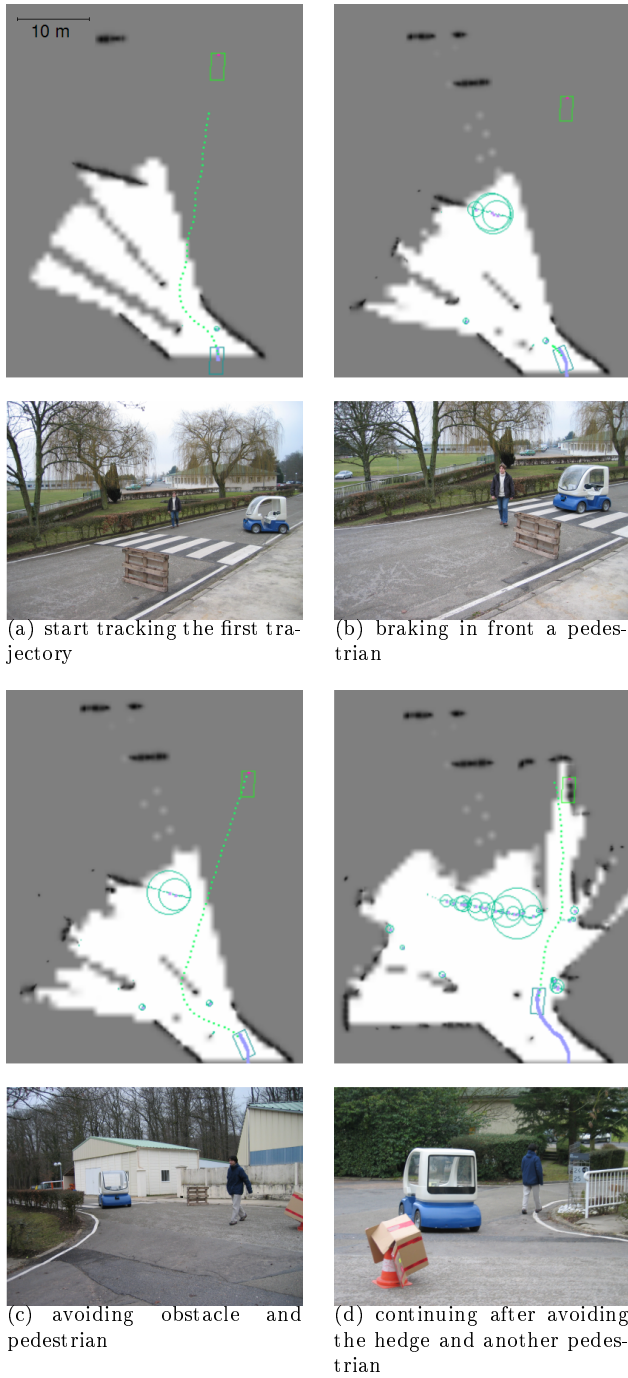 10 m
(a) start tracking the first tra-
jectory
(b) braking in front a pedes-
trian
(c) avoiding obstacle and
pedestrian
(d) continuing after avoiding
the hedge and another pedes-
trian